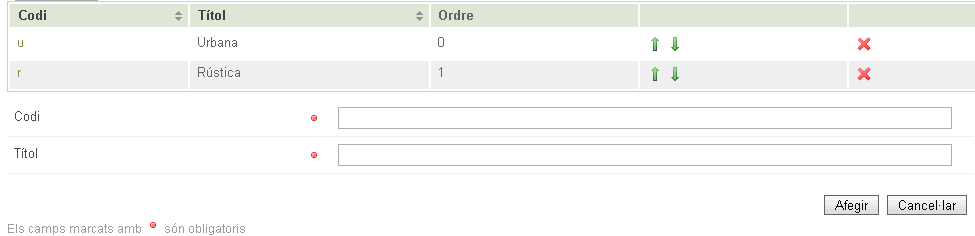 Codi Títol Ordre
u Urbana 0
r Rústica 1
Codi
Títol
Afegir Cancel·lar
Els camps marcats amb són obligatoris